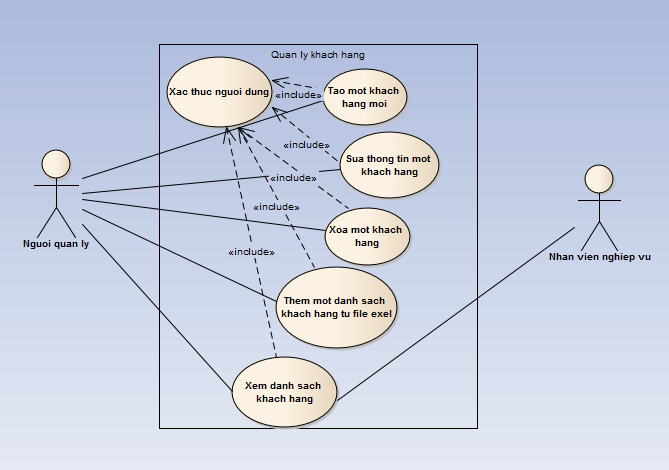 Quan ly khach hang
Xac thuc nguoi dung
Tao mot khach
hang moi
«include»
Sua thong tin mot
khach hang
«include»
«include»
Xoa mot khach
hang
«include»
«include»
Them mot danh sach
khach hang tu file exel
Xem danh sach
khach hang
Nguoi quan ly
Nhan vien nghiep vu